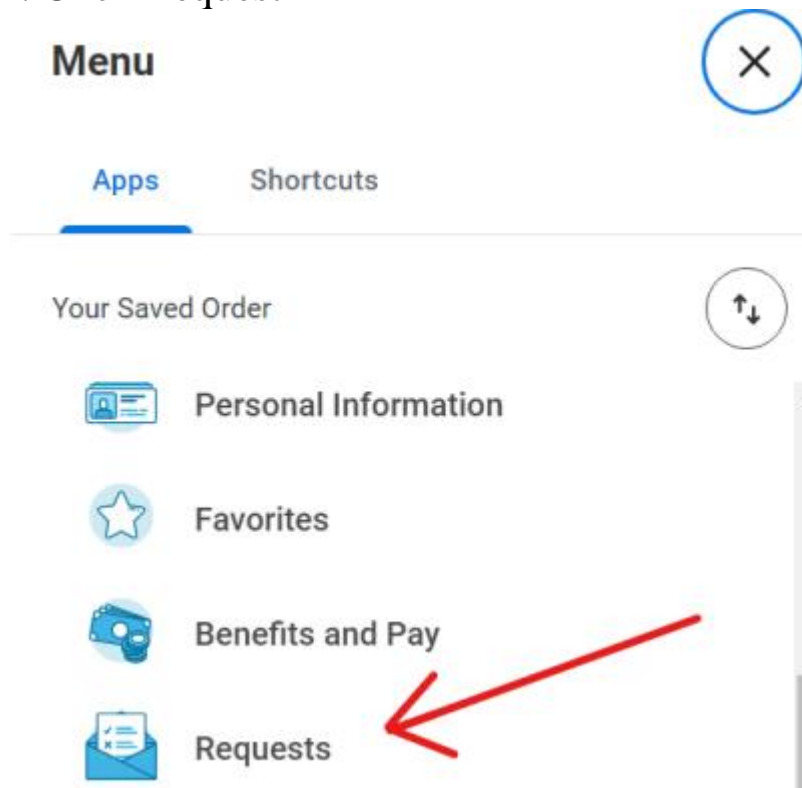 Menu
Apps Shortcuts
Your Saved Order
Personal Information
Favorites
Benefits and Pay
Requests